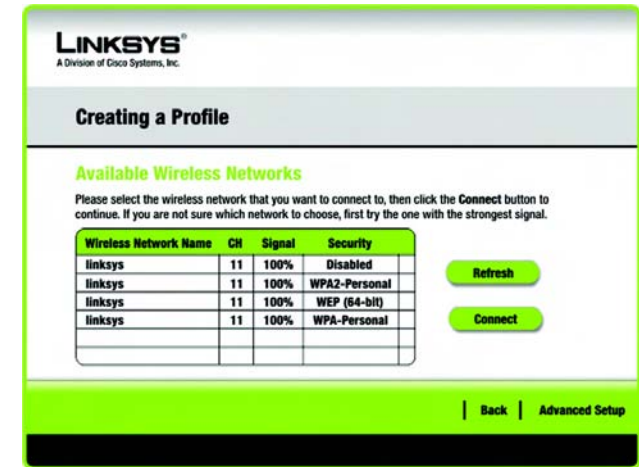 LINKSYS®
A Division of Cisco Systems, Inc.
Creating a Profile
Available Wireless Networks
Please select the wireless network that you want to connect to, then click the Connect button to
continue. If you are not sure which network to choose, first try the one with the strongest signal.
Wireless Network Name CH Signal Security
linksys 11 100% Disabled
linksys 11 100% WPA2-Personal
linksys 11 100% WEP (64-bit)
linksys 11 100% WPA-Personal
Refresh
Connect
Back Advanced Setup